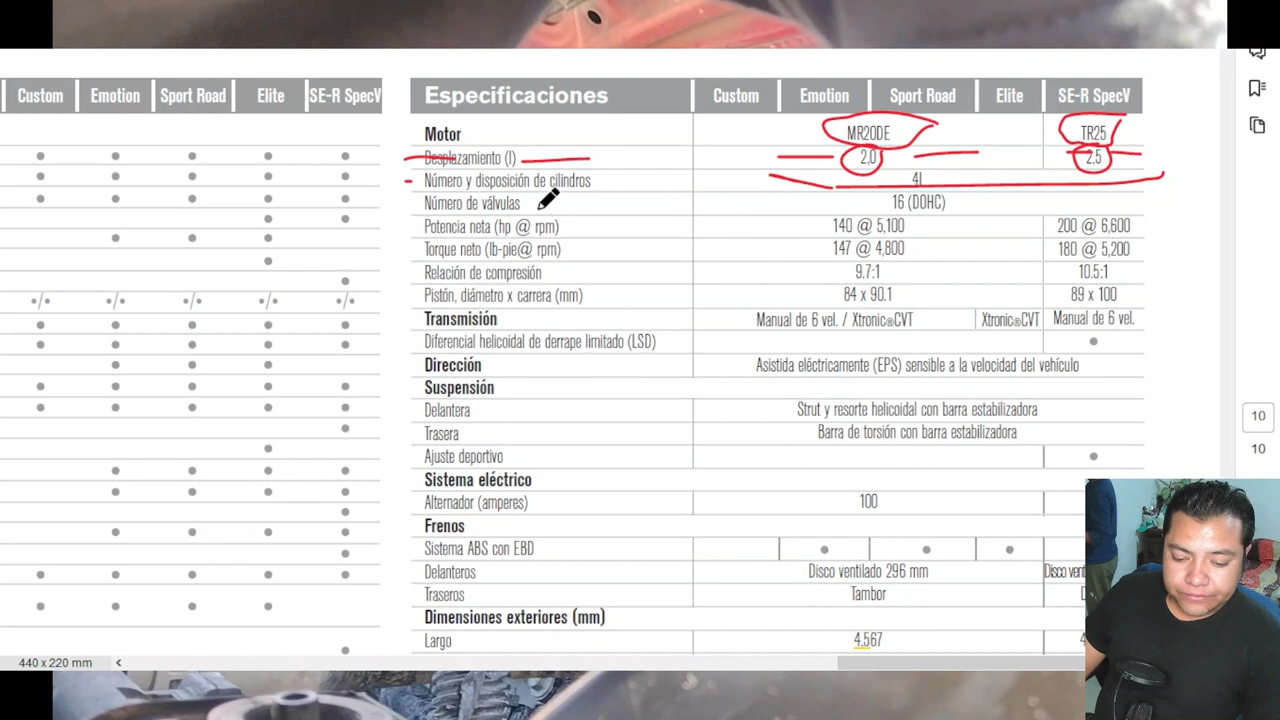 Custom Emotion Sport Road Elite SE-R SpecV
Especificaciones Custom Emotion Sport Road Elite SE-R SpecV
Motor MR20DE TR25
Desplazamiento (l) 2,0 2,5
Número y disposición de cilindros 4l
Número de válvulas 16 (DOHC)
Potencia neta (hp @ rpm) 140 @ 5,100 200 @ 6,600
Torque neto (lb-pie@ rpm) 147 @ 4,800 180 @ 5,200
Relación de compresión 9.7:1 10.5:1
Pistón, diámetro x carrera (mm) 84 x 90.1 89 x 100
Transmisión Manual de 6 vel. / Xtronic®CVT Xtronic®CVT Manual de 6 vel.
Diferencial helicoidal de derrape limitado (LSD)
Dirección Asistida eléctricamente (EPS) sensible a la velocidad del vehículo
Suspensión
Delantera Strut y resorte helicoidal con barra estabilizadora
Trasera Barra de torsión con barra estabilizadora
Ajuste deportivo
Sistema eléctrico
Alternador (amperes) 100
Frenos
Sistema ABS con EBD
Delanteros Disco ventilado 296 mm Disco ven
Traseros Tambor
Dimensiones exteriores (mm)
Largo 4,567
10
10
440 x 220 mm